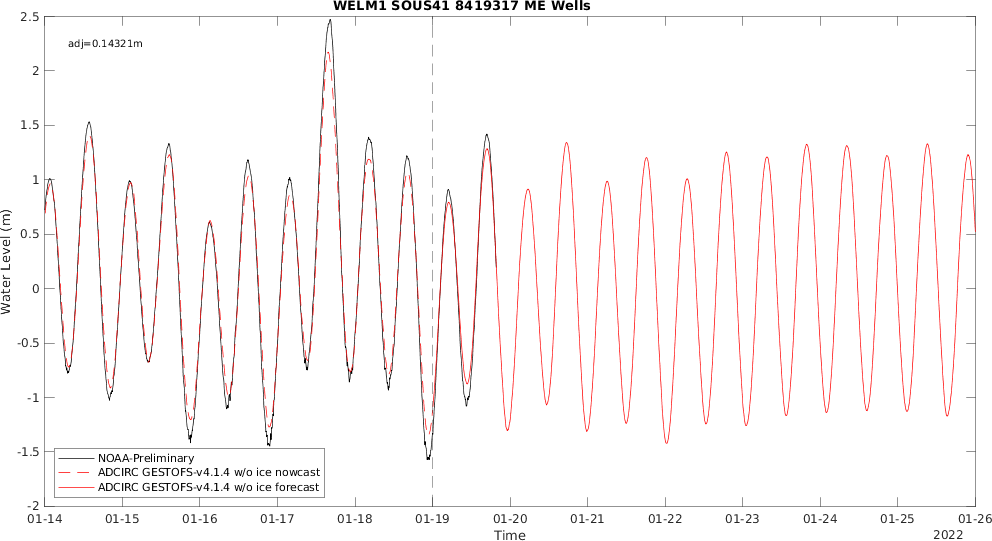 WELM1 SOUS41 8419317 ME Wells
adj=0.14321m
2.5
2
1.5
1
0.5
0
-0.5
-1
-1.5
-2
Water Level (m)
NOAA-Preliminary
ADCIRC GESTOFS-v4.1.4 w/o ice nowcast
ADCIRC GESTOFS-v4.1.4 w/o ice forecast
01-14 01-15 01-16 01-17 01-18 01-19 01-20 01-21 01-22 01-23 01-24 01-25 01-26
Time
2022